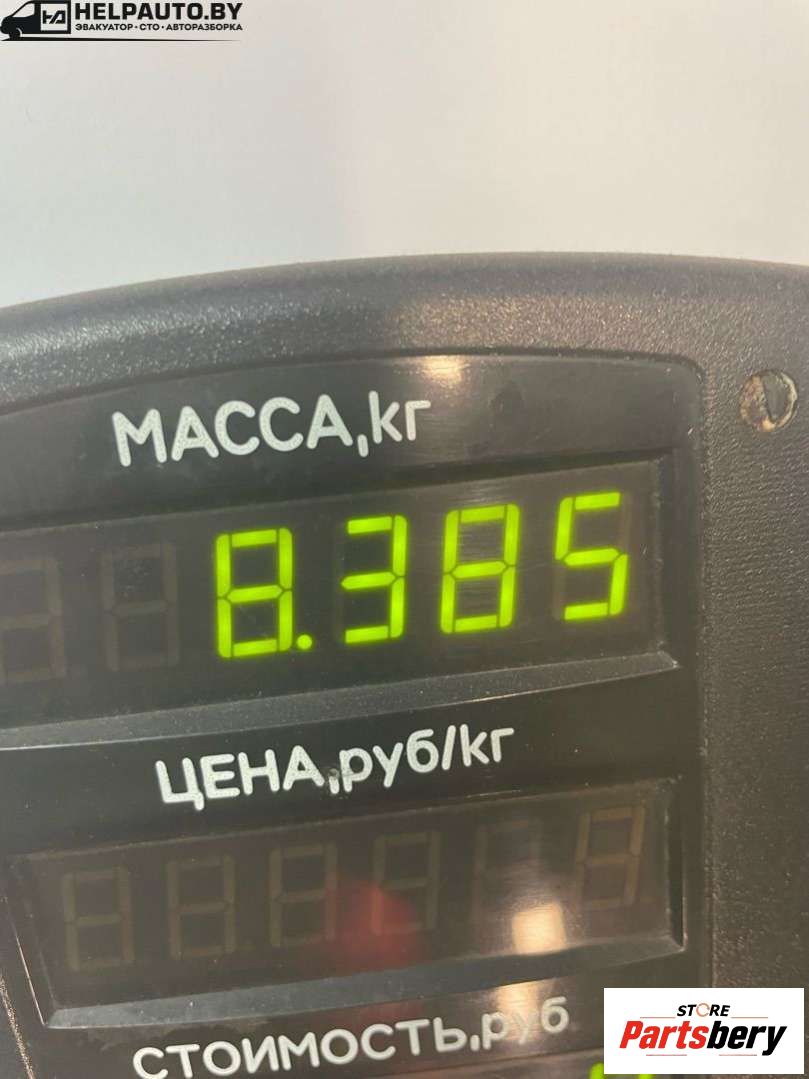 HELPAUTO.BY
ЭВАКУАТОР • СТО • АВТОРАЗБОРКА
МАССА,кг
8.385
ЦЕНА,руб/кг
СТОИМОСТЬ,руб
STORE
Partsbery